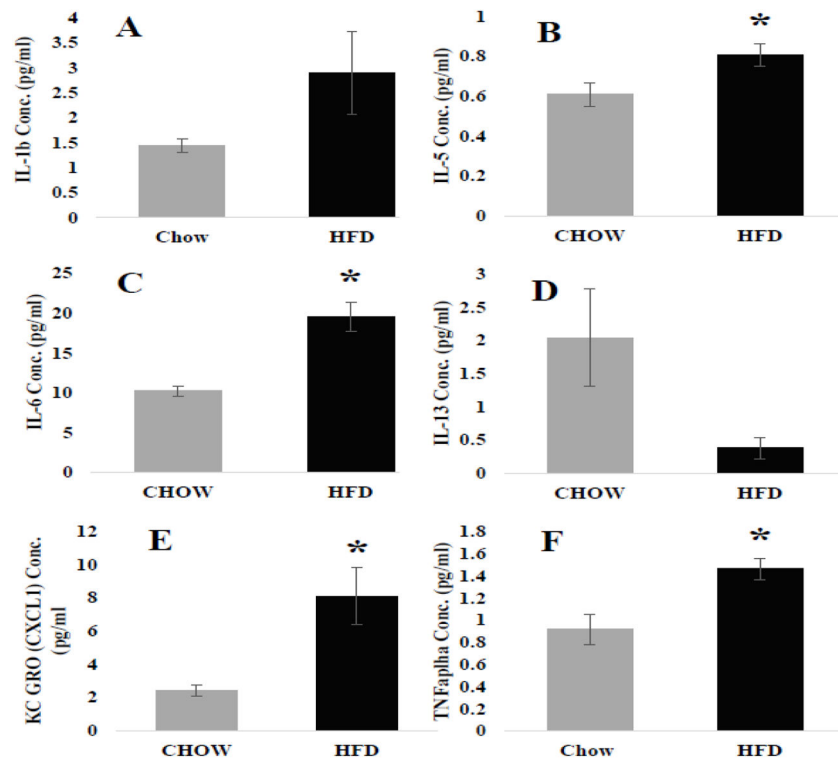 A
IL-1b Conc. (pg/ml)
4
3.5
3
2.5
2
1.5
1
0.5
0
Chow HFD
B
*
IL-5 Conc. (pg/ml)
1
0.8
0.6
0.4
0.2
0
CHOW HFD
C
*
IL-6 Conc. (pg/ml)
25
20
15
10
5
0
CHOW HFD
D
IL-13 Conc. (pg/ml)
3
2.5
2
1.5
1
0.5
0
CHOW HFD
E
*
KC GRO (CXCL1) Conc.
(pg/ml
12
10
8
6
4
2
0
CHOW HFD
F
*
TNFaplha Conc. (pg/ml)
1.8
1.6
1.4
1.2
1
0.8
0.6
0.4
0.2
0
Chow HFD